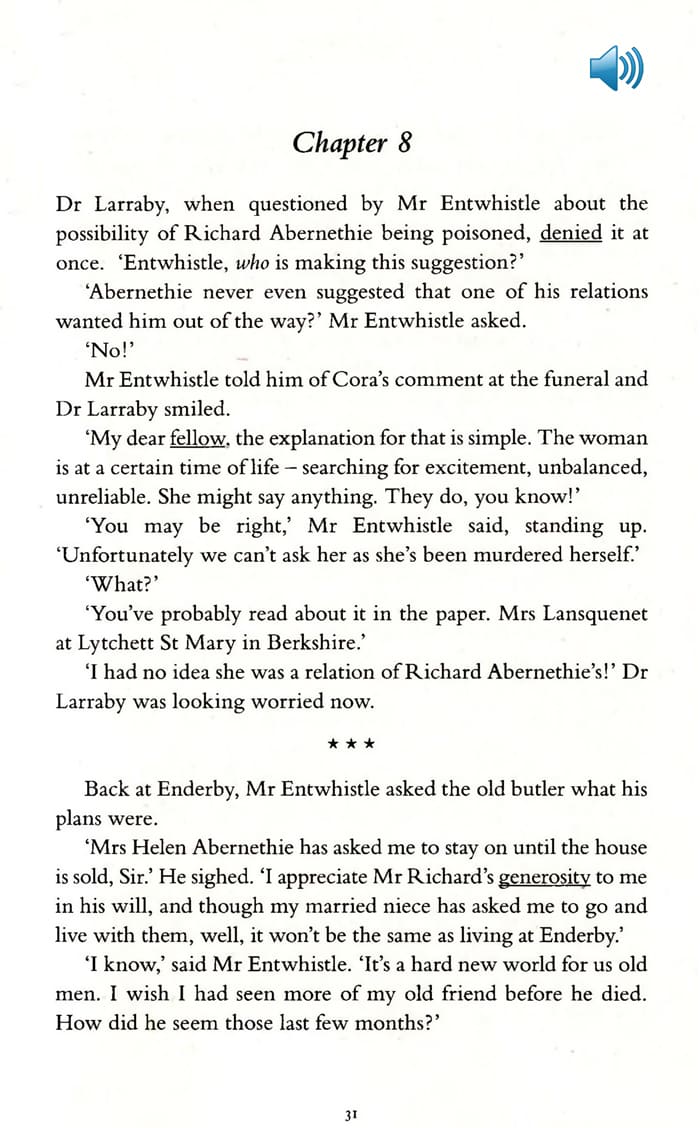 Chapter 8
Dr Larraby, when questioned by Mr Entwhistle about the
possibility of Richard Abernethie being poisoned, denied it at
once. ‘Entwhistle, who is making this suggestion?’
‘Abernethie never even suggested that one of his relations
wanted him out of the way?’ Mr Entwhistle asked.
‘No!’
Mr Entwhistle told him of Cora’s comment at the funeral and
Dr Larraby smiled.
‘My dear fellow, the explanation for that is simple. The woman
is at a certain time of life – searching for excitement, unbalanced,
unreliable. She might say anything. They do, you know!’
‘You may be right,’ Mr Entwhistle said, standing up.
‘Unfortunately we can’t ask her as she’s been murdered herself.’
‘What?’
‘You’ve probably read about it in the paper. Mrs Lansquenet
at Lytchett St Mary in Berkshire.’
‘I had no idea she was a relation of Richard Abernethie’s!’ Dr
Larraby was looking worried now.
★ ★ ★
Back at Enderby, Mr Entwhistle asked the old butler what his
plans were.
‘Mrs Helen Abernethie has asked me to stay on until the house
is sold, Sir.’ He sighed. ‘I appreciate Mr Richard’s generosity to me
in his will, and though my married niece has asked me to go and
live with them, well, it won’t be the same as living at Enderby.’
‘I know,’ said Mr Entwhistle. ‘It’s a hard new world for us old
men. I wish I had seen more of my old friend before he died.
How did he seem those last few months?’
31